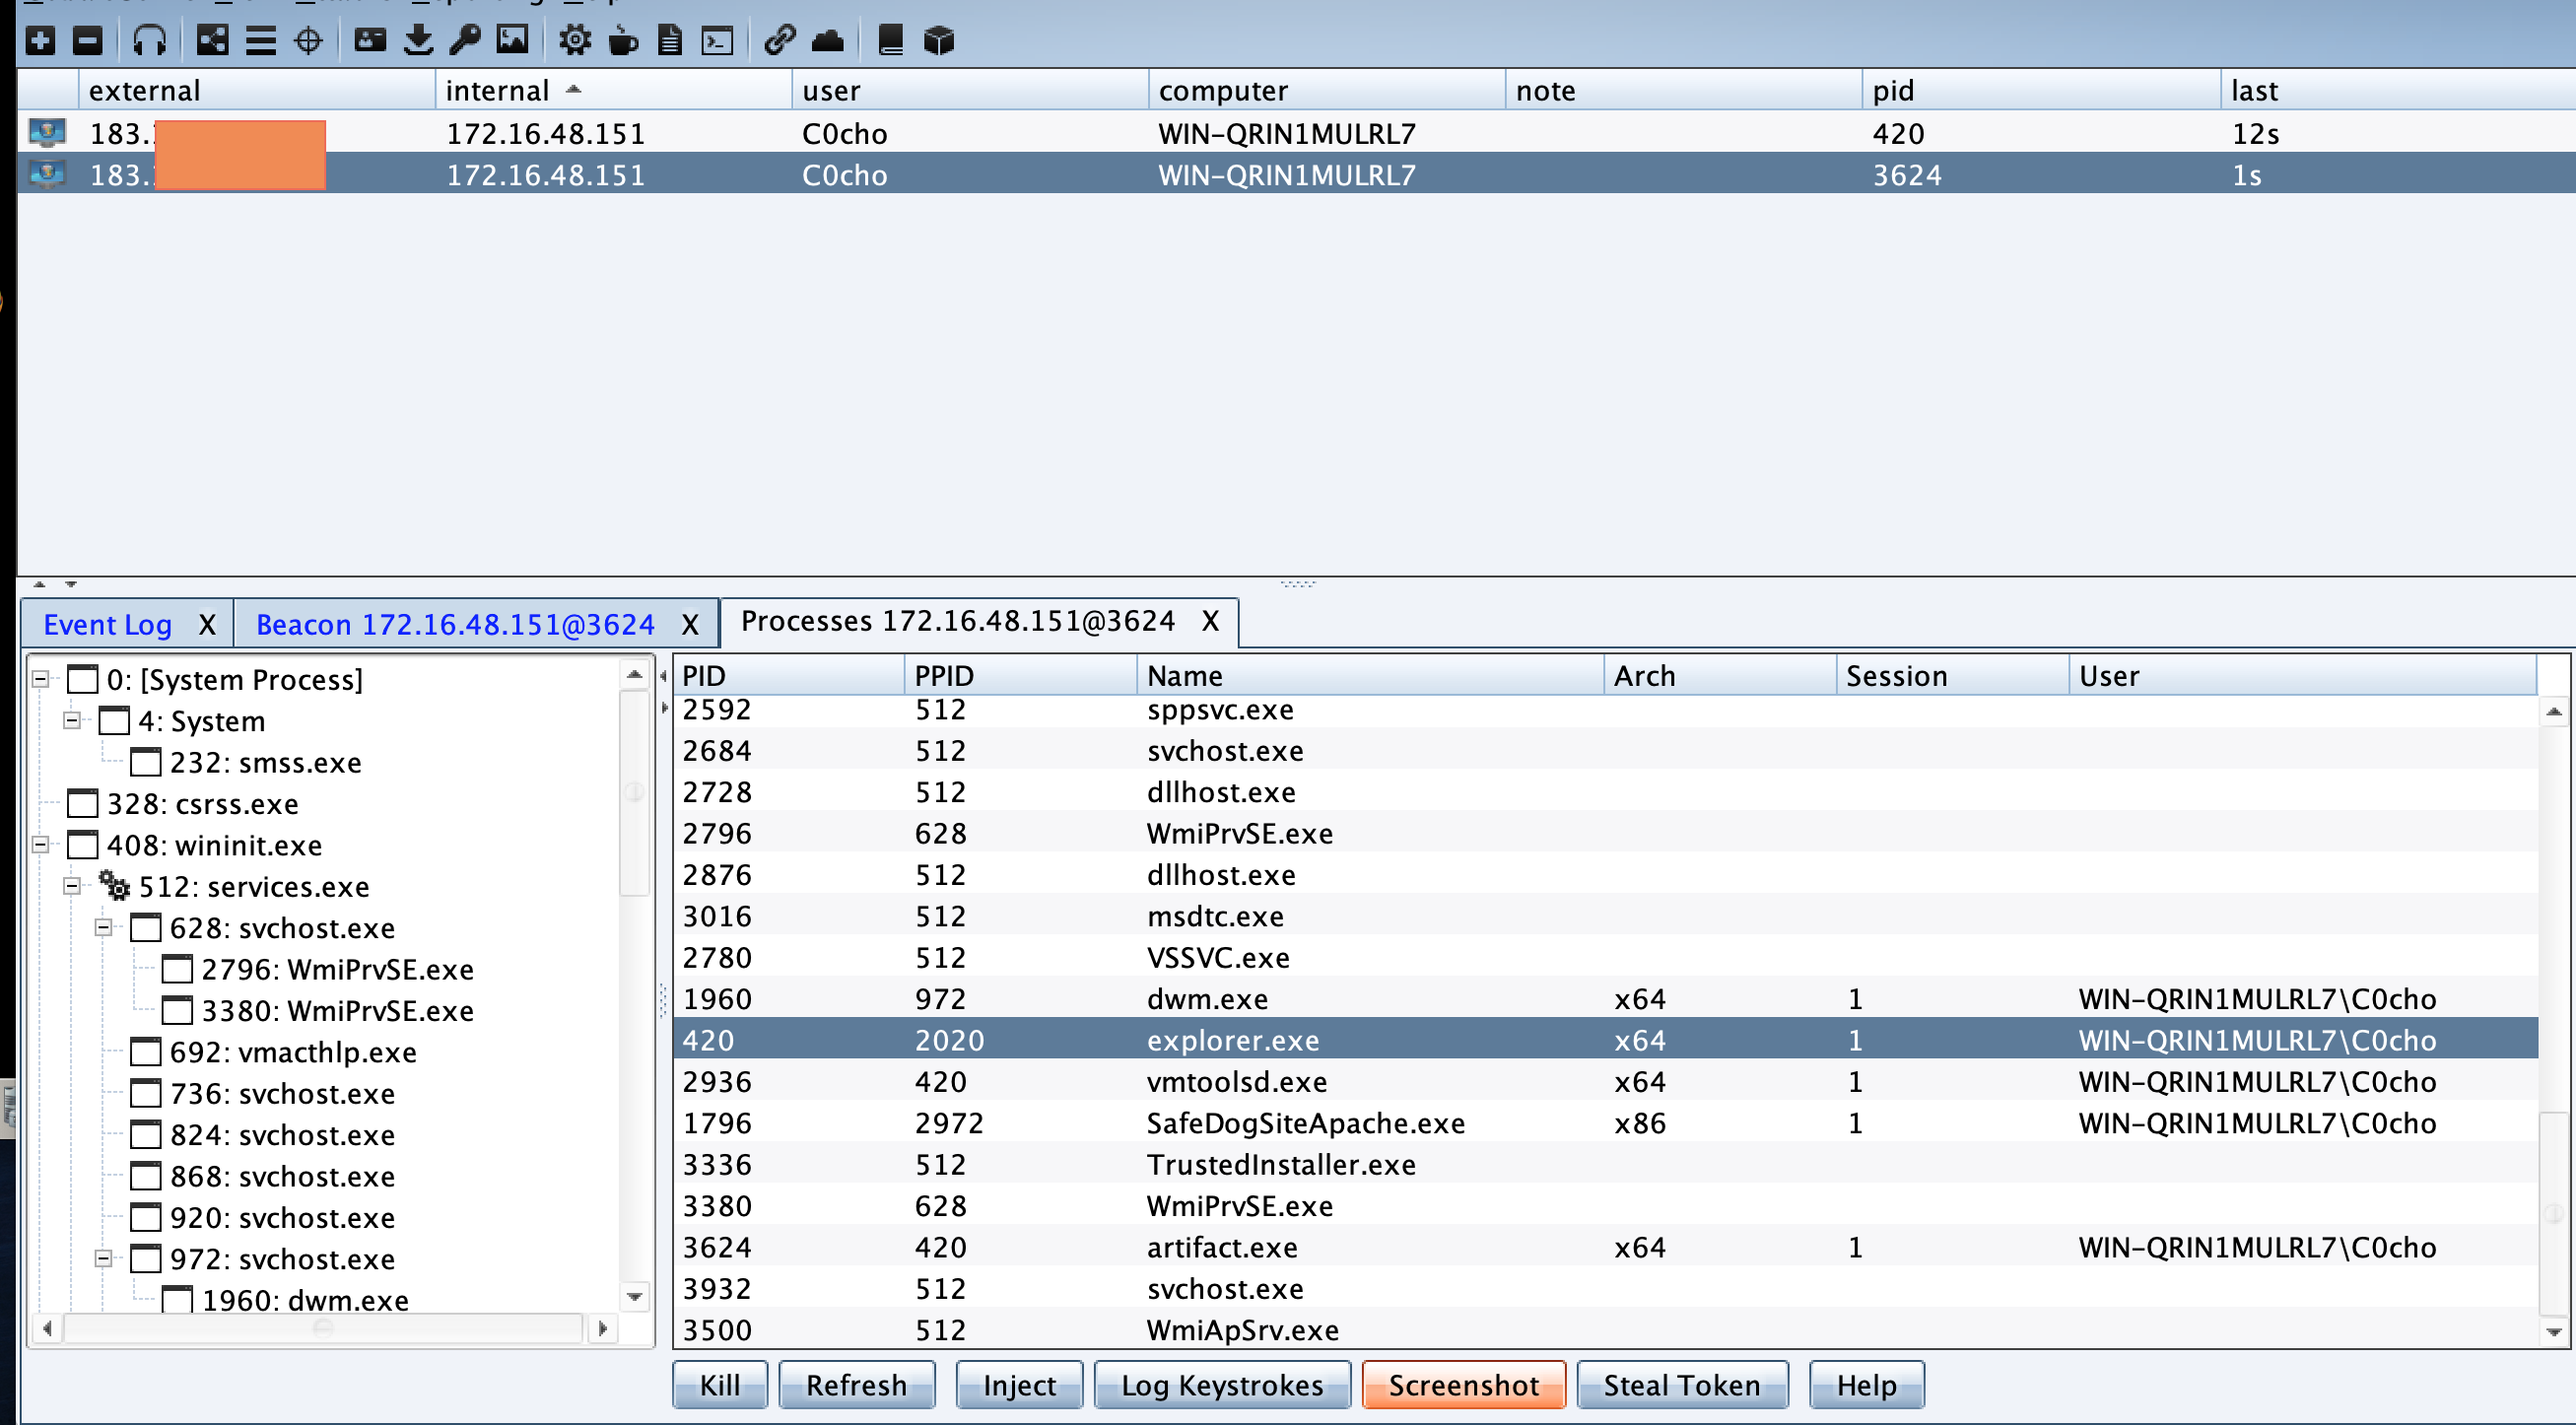 external internal user computer note pid last
183. 172.16.48.151 C0cho WIN-QRIN1MULRL7 420 12s
183. 172.16.48.151 C0cho WIN-QRIN1MULRL7 3624 1s
Event Log X Beacon 172.16.48.151@3624 X Processes 172.16.48.151@3624 X
0: [System Process]
4: System
232: smss.exe
328: csrss.exe
408: wininit.exe
512: services.exe
628: svchost.exe
2796: WmiPrvSE.exe
3380: WmiPrvSE.exe
692: vmacthlp.exe
736: svchost.exe
824: svchost.exe
868: svchost.exe
920: svchost.exe
972: svchost.exe
1960: dwm.exe
PID PPID Name Arch Session User
2592 512 sppsvc.exe
2684 512 svchost.exe
2728 512 dllhost.exe
2796 628 WmiPrvSE.exe
2876 512 dllhost.exe
3016 512 msdtc.exe
2780 512 VSSVC.exe
1960 972 dwm.exe x64 1 WIN-QRIN1MULRL7\C0cho
420 2020 explorer.exe x64 1 WIN-QRIN1MULRL7\C0cho
2936 420 vmtoolsd.exe x64 1 WIN-QRIN1MULRL7\C0cho
1796 2972 SafeDogSiteApache.exe x86 1 WIN-QRIN1MULRL7\C0cho
3336 512 TrustedInstaller.exe
3380 628 WmiPrvSE.exe
3624 420 artifact.exe x64 1 WIN-QRIN1MULRL7\C0cho
3932 512 svchost.exe
3500 512 WmiApSrv.exe
Kill Refresh Inject Log Keystrokes Screenshot Steal Token Help